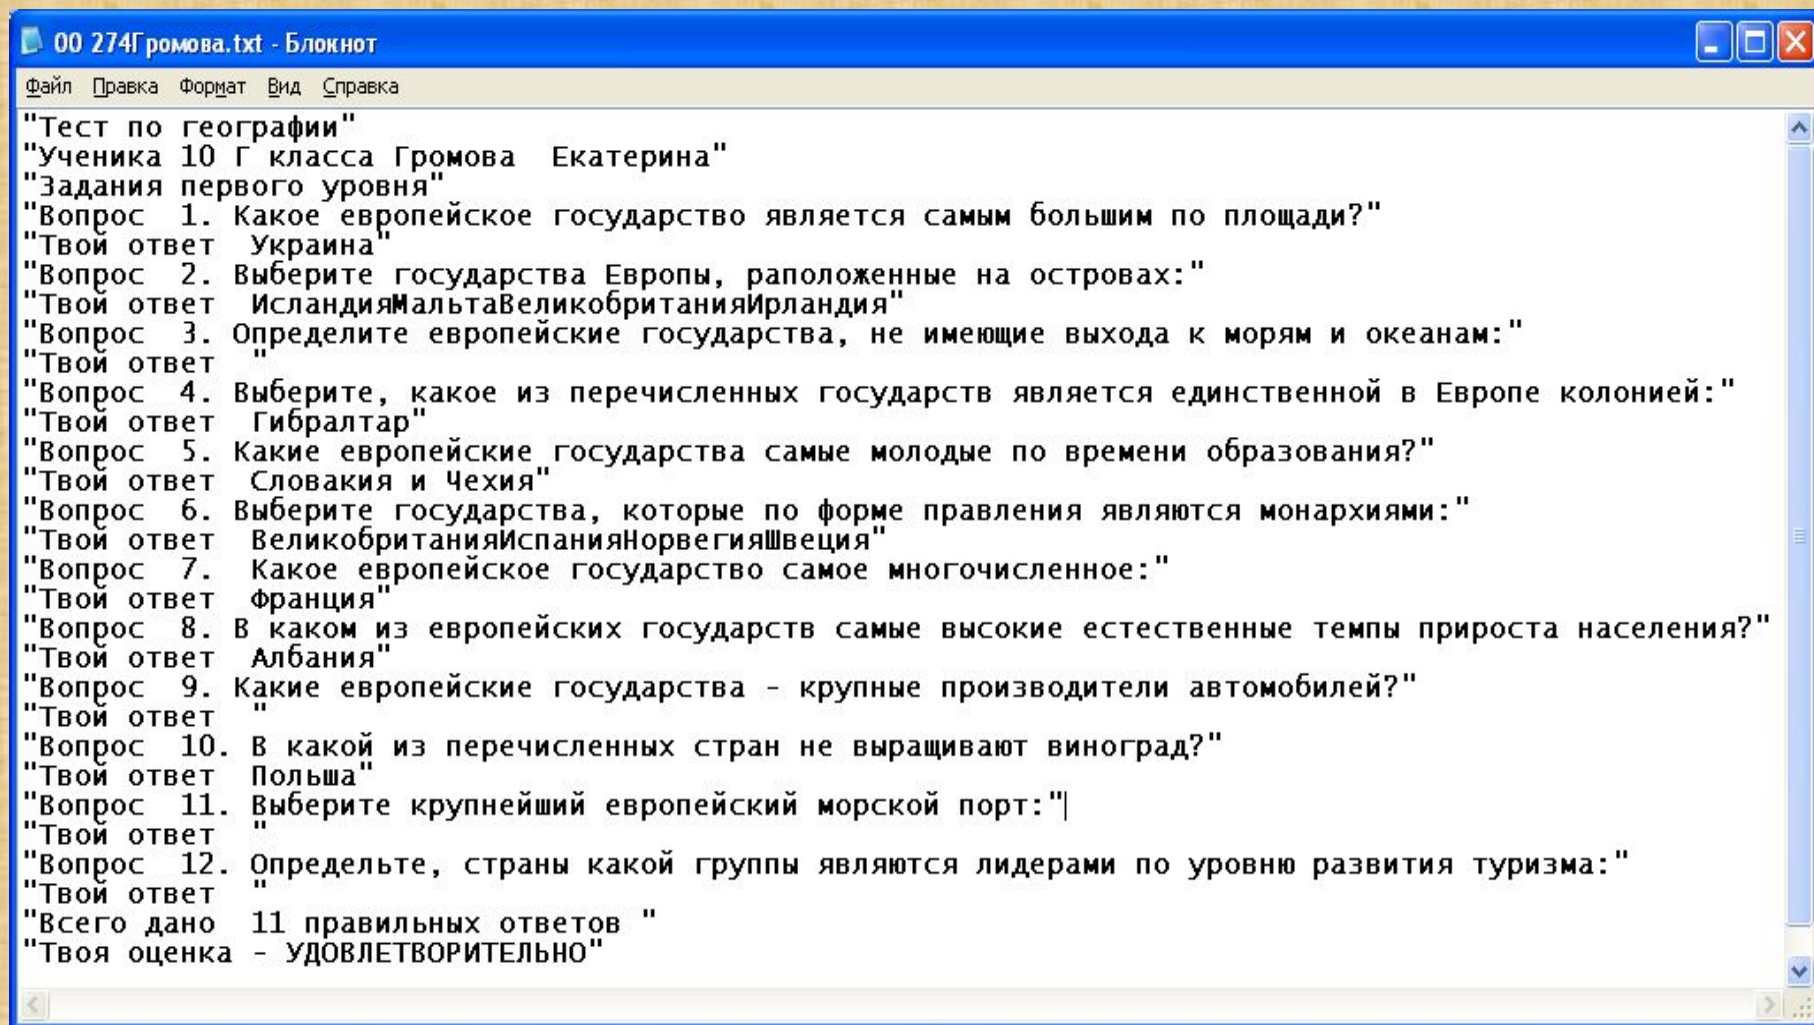 00 274Громова.txt - Блокнот
Файл Правка Формат Вид Справка
"Тест по географии"
"Ученика 10 Г класса Громова  Екатерина"
"Задания первого уровня"
"Вопрос  1. Какое европейское государство является самым большим по площади?"
"Твой ответ  Украина"
"Вопрос  2. Выберите государства Европы, раположенные на островах:"
"Твой ответ  ИсландияМальтаВеликобританияИрландия"
"Вопрос  3. Определите европейские государства, не имеющие выхода к морям и океанам:"
"Твой ответ  "
"Вопрос  4. Выберите, какое из перечисленных государств является единственной в Европе колонией:"
"Твой ответ  Гибралтар"
"Вопрос  5. Какие европейские государства самые молодые по времени образования?"
"Твой ответ  Словакия и Чехия"
"Вопрос  6. Выберите государства, которые по форме правления являются монархиями:"
"Твой ответ  ВеликобританияИспанияНорвегияШвеция"
"Вопрос  7.  Какое европейское государство самое многочисленное:"
"Твой ответ  Франция"
"Вопрос  8. В каком из европейских государств самые высокие естественные темпы прироста населения?"
"Твой ответ  Албания"
"Вопрос  9. Какие европейские государства - крупные производители автомобилей?"
"Твой ответ  "
"Вопрос  10. В какой из перечисленных стран не выращивают виноград?"
"Твой ответ  Польша"
"Вопрос  11. Выберите крупнейший европейский морской порт:"
"Твой ответ  "
"Вопрос  12. Определьте, страны какой группы являются лидерами по уровню развития туризма:"
"Твой ответ  "
"Всего дано  11 правильных ответов "
"Твоя оценка - УДОВЛЕТВОРИТЕЛЬНО"